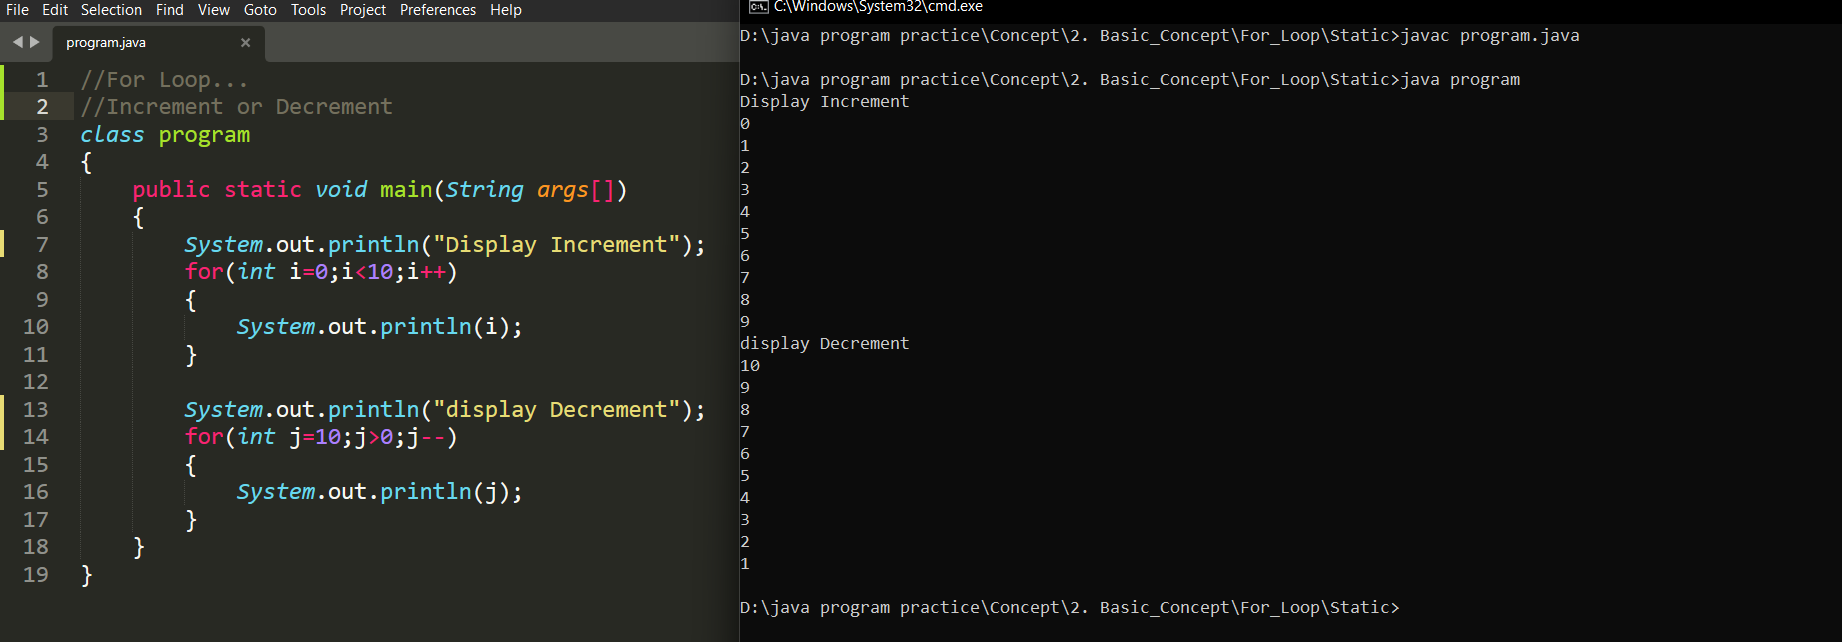 File Edit Selection Find View Goto Tools Project Preferences Help
program.java ×
1 //For Loop...
2 //Increment or Decrement
3 class program
4 {
5 public static void main(String args[])
6 {
7 System.out.println("Display Increment");
8 for(int i=0;i<10;i++)
9 {
10 System.out.println(i);
11 }
12
13 System.out.println("display Decrement");
14 for(int j=10;j>0;j--)
15 {
16 System.out.println(j);
17 }
18 }
19 }
C:\Windows\System32\cmd.exe
D:\java program practice\Concept\2. Basic_Concept\For_Loop\Static>javac program.java
D:\java program practice\Concept\2. Basic_Concept\For_Loop\Static>java program
Display Increment
0
1
2
3
4
5
6
7
8
9
display Decrement
10
9
8
7
6
5
4
3
2
1
D:\java program practice\Concept\2. Basic_Concept\For_Loop\Static>